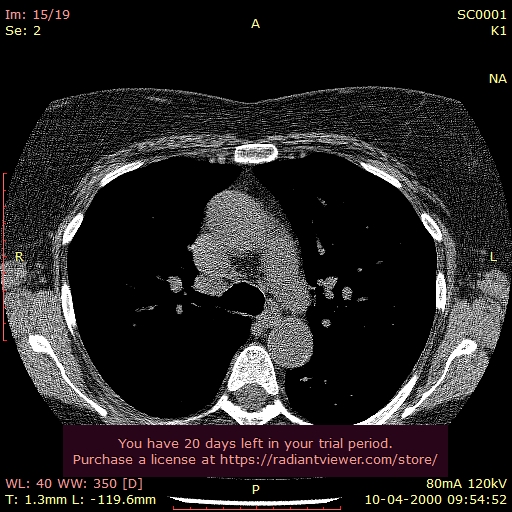 Im: 15/19
Se: 2
A
SC0001
K1
NA
R
L
You have 20 days left in your trial period.
Purchase a license at https://radiantviewer.com/store/
WL: 40 WW: 350 [D]
T: 1.3mm L: -119.6mm
P
80mA 120kV
10-04-2000 09:54:52